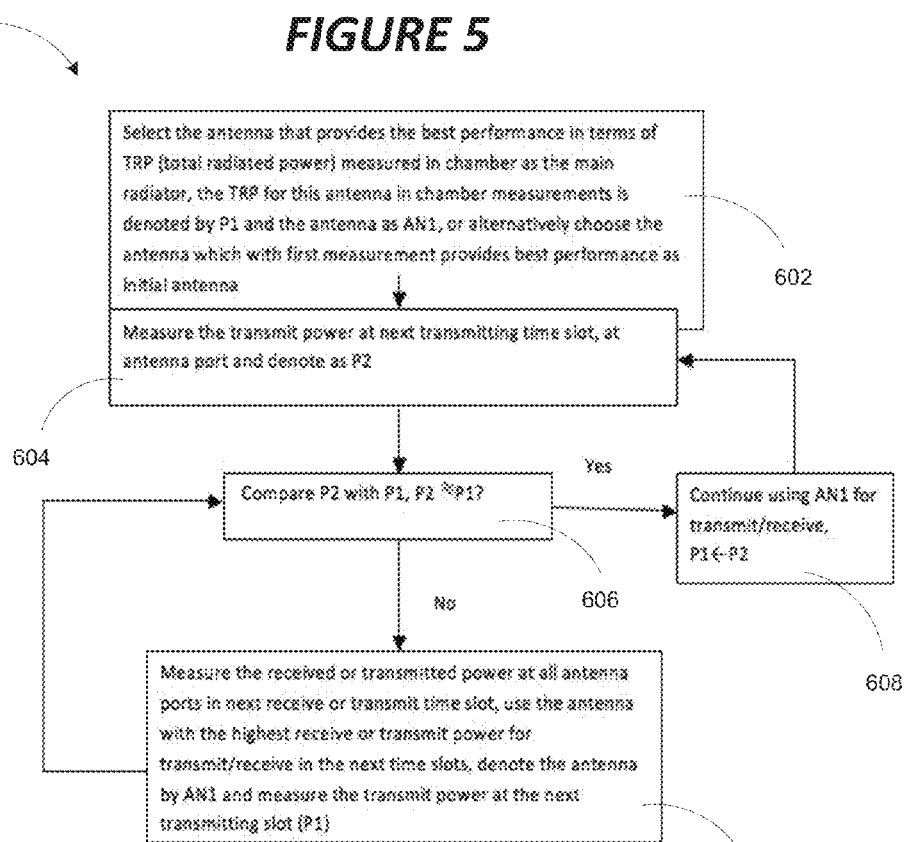 FIGURE 5
Select the antenna that provides the best performance in terms of
TRP (total radiated power) measured in chamber as the main
radiator, the TRP for this antenna in chamber measurements is
denoted by P1 and the antenna as AN1, or alternatively choose the
antenna which with first measurement provides best performance as
initial antenna
602
Measure the transmit power at next transmitting time slot, at
antenna port and denote as P2
604
Compare P2 with P1, P2 ≈P1?
606
Yes
Continue using AN1 for
transmit/receive,
P1←P2
608
No
Measure the received or transmitted power at all antenna
ports in next receive or transmit time slot, use the antenna
with the highest receive or transmit power for
transmit/receive in the next time slots, denote the antenna
by AN1 and measure the transmit power at the next
transmitting slot (P1)